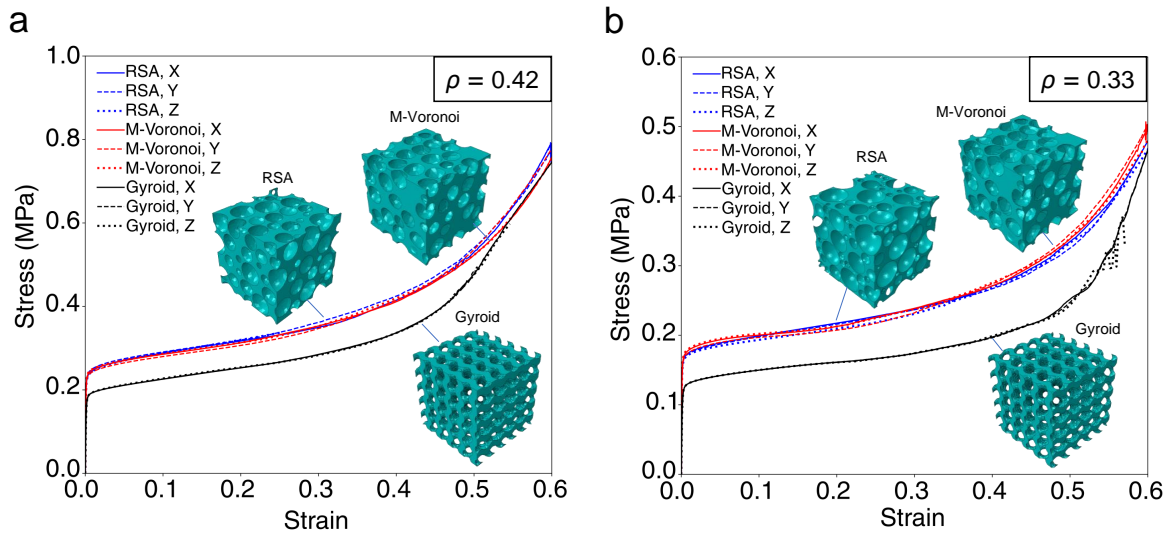 a
ρ = 0.42
RSA, X
RSA, Y
RSA, Z
M-Voronoi, X
M-Voronoi, Y
M-Voronoi, Z
Gyroid, X
Gyroid, Y
Gyroid, Z
M-Voronoi
RSA
Gyroid
1.0
0.8
0.6
0.4
0.2
0.0
Stress (MPa)
0.0 0.1 0.2 0.3 0.4 0.5 0.6
Strain
b
ρ = 0.33
RSA, X
RSA, Y
RSA, Z
M-Voronoi, X
M-Voronoi, Y
M-Voronoi, Z
Gyroid, X
Gyroid, Y
Gyroid, Z
M-Voronoi
RSA
Gyroid
0.6
0.5
0.4
0.3
0.2
0.1
0.0
Stress (MPa)
0.0 0.1 0.2 0.3 0.4 0.5 0.6
Strain